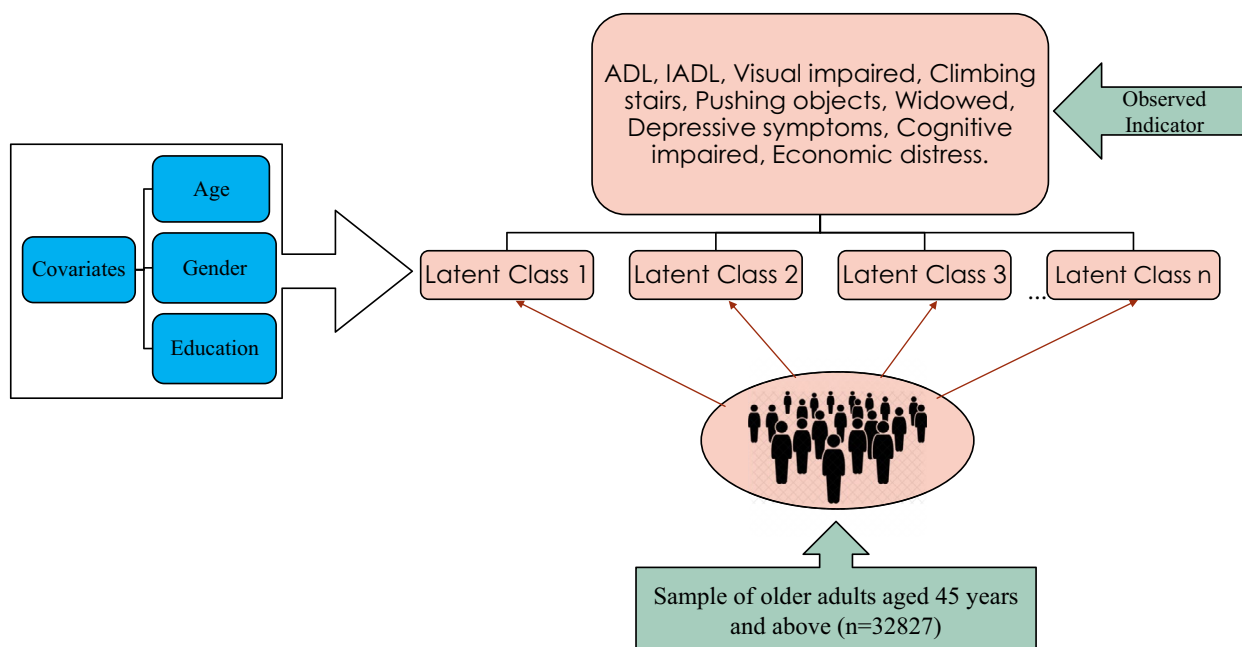 ADL, IADL, Visual impaired, Climbing
stairs, Pushing objects, Widowed,
Depressive symptoms, Cognitive
impaired, Economic distress.
Observed
Indicator
Covariates
Age
Gender
Education
Latent Class 1
Latent Class 2
Latent Class 3
...
Latent Class n
Sample of older adults aged 45 years
and above (n=32827)